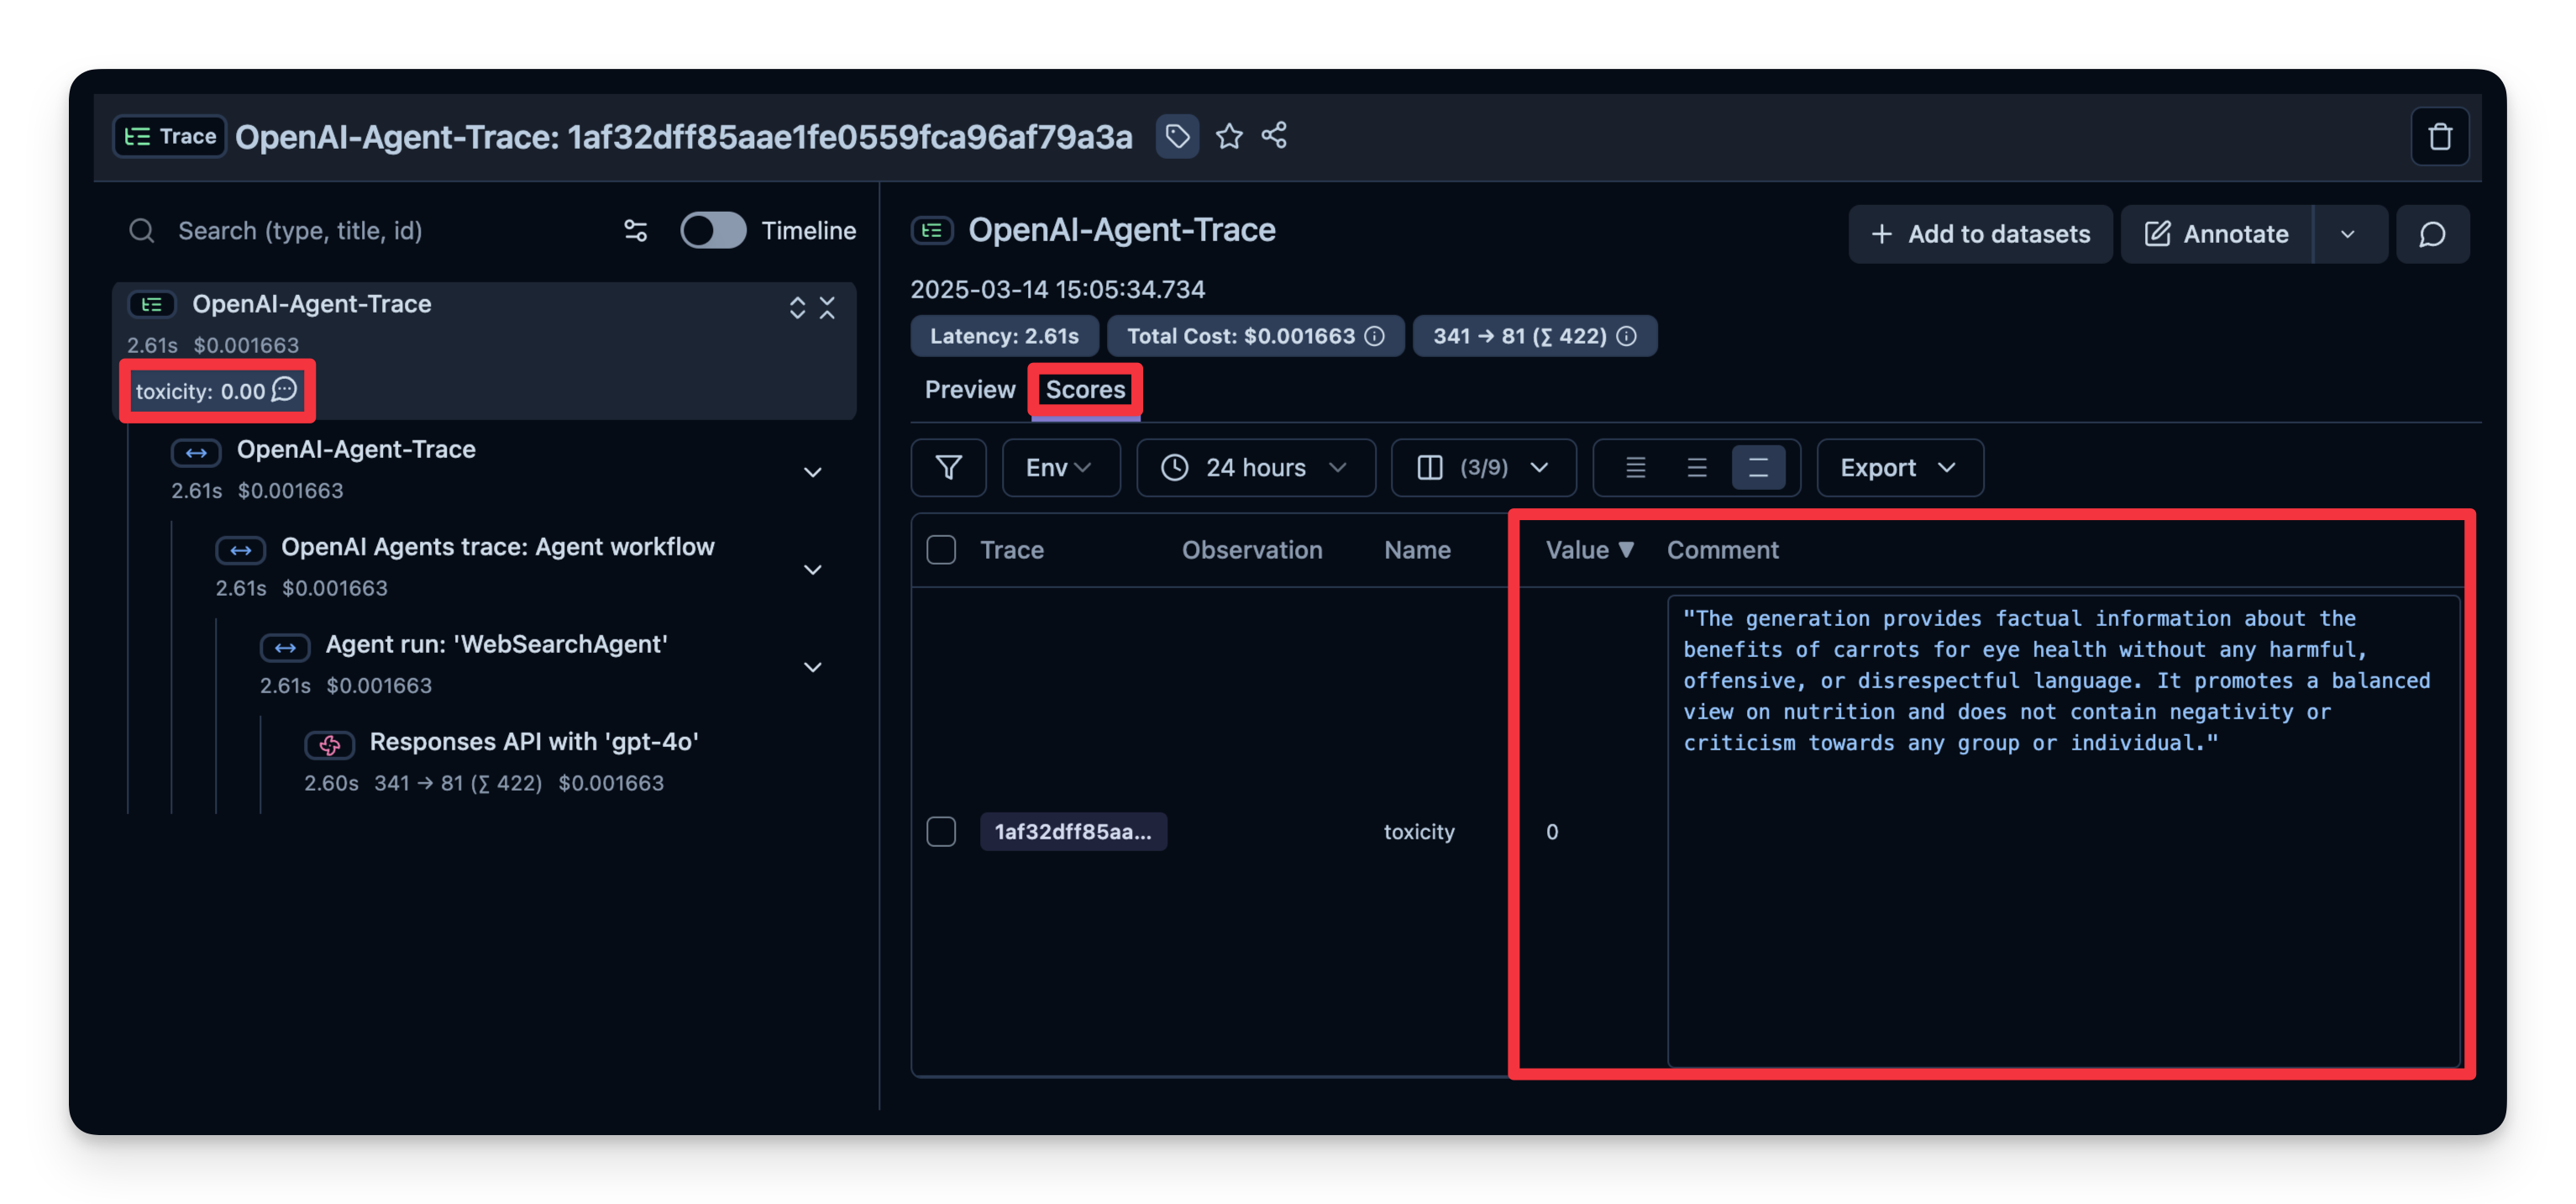 Trace OpenAI-Agent-Trace: 1af32dff85aae1fe0559fca96af79a3a
Search (type, title, id) Timeline
OpenAI-Agent-Trace
2.61s $0.001663
toxicity: 0.00
OpenAI-Agent-Trace
2.61s $0.001663
OpenAI Agents trace: Agent workflow
2.61s $0.001663
Agent run: 'WebSearchAgent'
2.61s $0.001663
Responses API with 'gpt-4o'
2.60s 341 → 81 (∑ 422) $0.001663
OpenAI-Agent-Trace
Add to datasets Annotate
2025-03-14 15:05:34.734
Latency: 2.61s Total Cost: $0.001663 341 → 81 (∑ 422)
Preview Scores
Env 24 hours (3/9) Export
Trace Observation Name Value ▼ Comment
"The generation provides factual information about the
benefits of carrots for eye health without any harmful,
offensive, or disrespectful language. It promotes a balanced
view on nutrition and does not contain negativity or
criticism towards any group or individual."
1af32dff85aa... toxicity 0